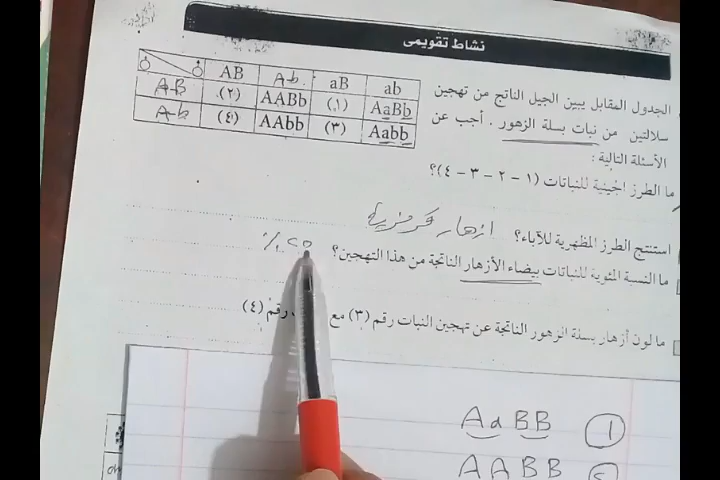 نشاط تقويمى
AB Ab aB ab
AB (٢) AABb (١) AaBb
Ab (٤) AAbb (٣) Aabb
الجدول المقابل يبين الجيل الناتج من تهجين
سلالتين من نبات بسلة الزهور . أجب عن
الأسئلة التالية :
ما الطرز الجينية للنباتات (١ – ٢ – ٣ – ٤)؟
استنتج الطرز المظهرية للآباء؟ ازهار قرمزية
ما النسبة المئوية للنباتات بيضاء الأزهار الناتجة من هذا التهجين؟ ٢٥٪
ما لون أزهار بسلة الزهور الناتجة عن تهجين النبات رقم (٣) مع رقم (٤)
AaBB ١
AABB ٢